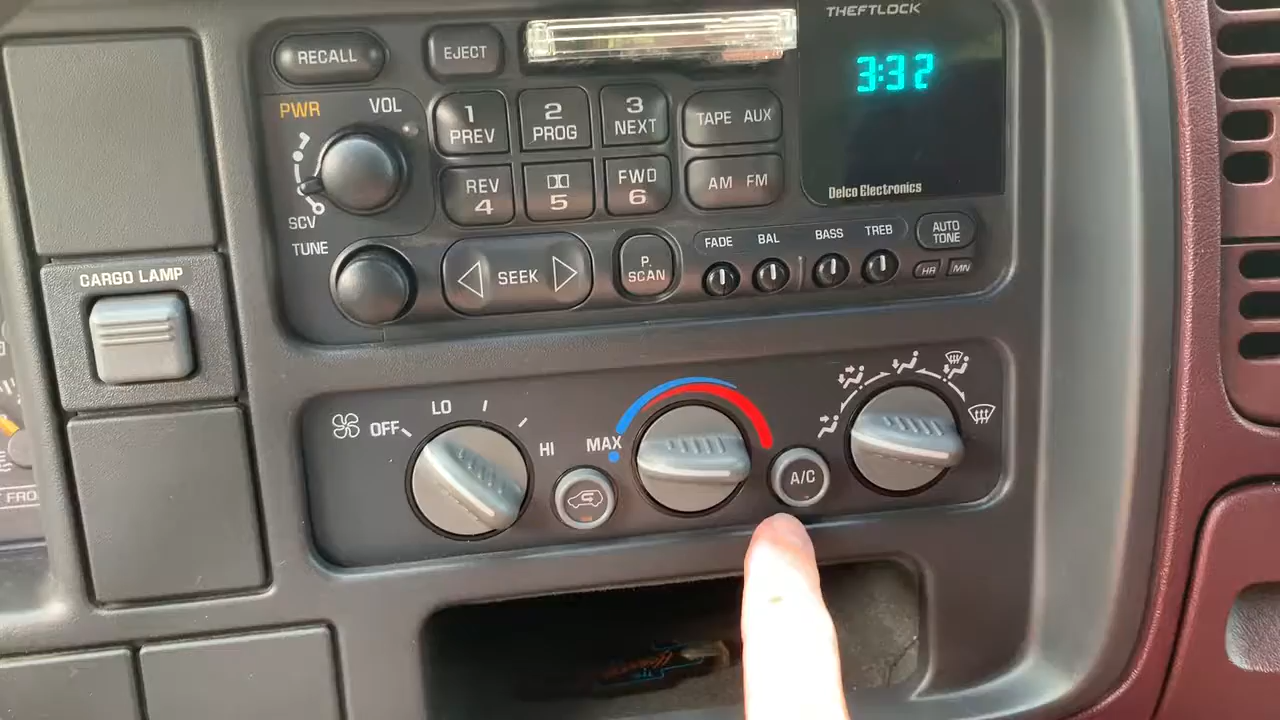 THEFTLOCK
RECALL
EJECT
3:32
PWR
VOL
1
PREV
2
PROG
3
NEXT
TAPE AUX
REV
4
5
FWD
6
AM FM
Delco Electronics
SCV
TUNE
SEEK
P.
SCAN
FADE
BAL
BASS
TREB
AUTO
TONE
HR
MN
CARGO LAMP
OFF
LO
HI
MAX
A/C
T FRO